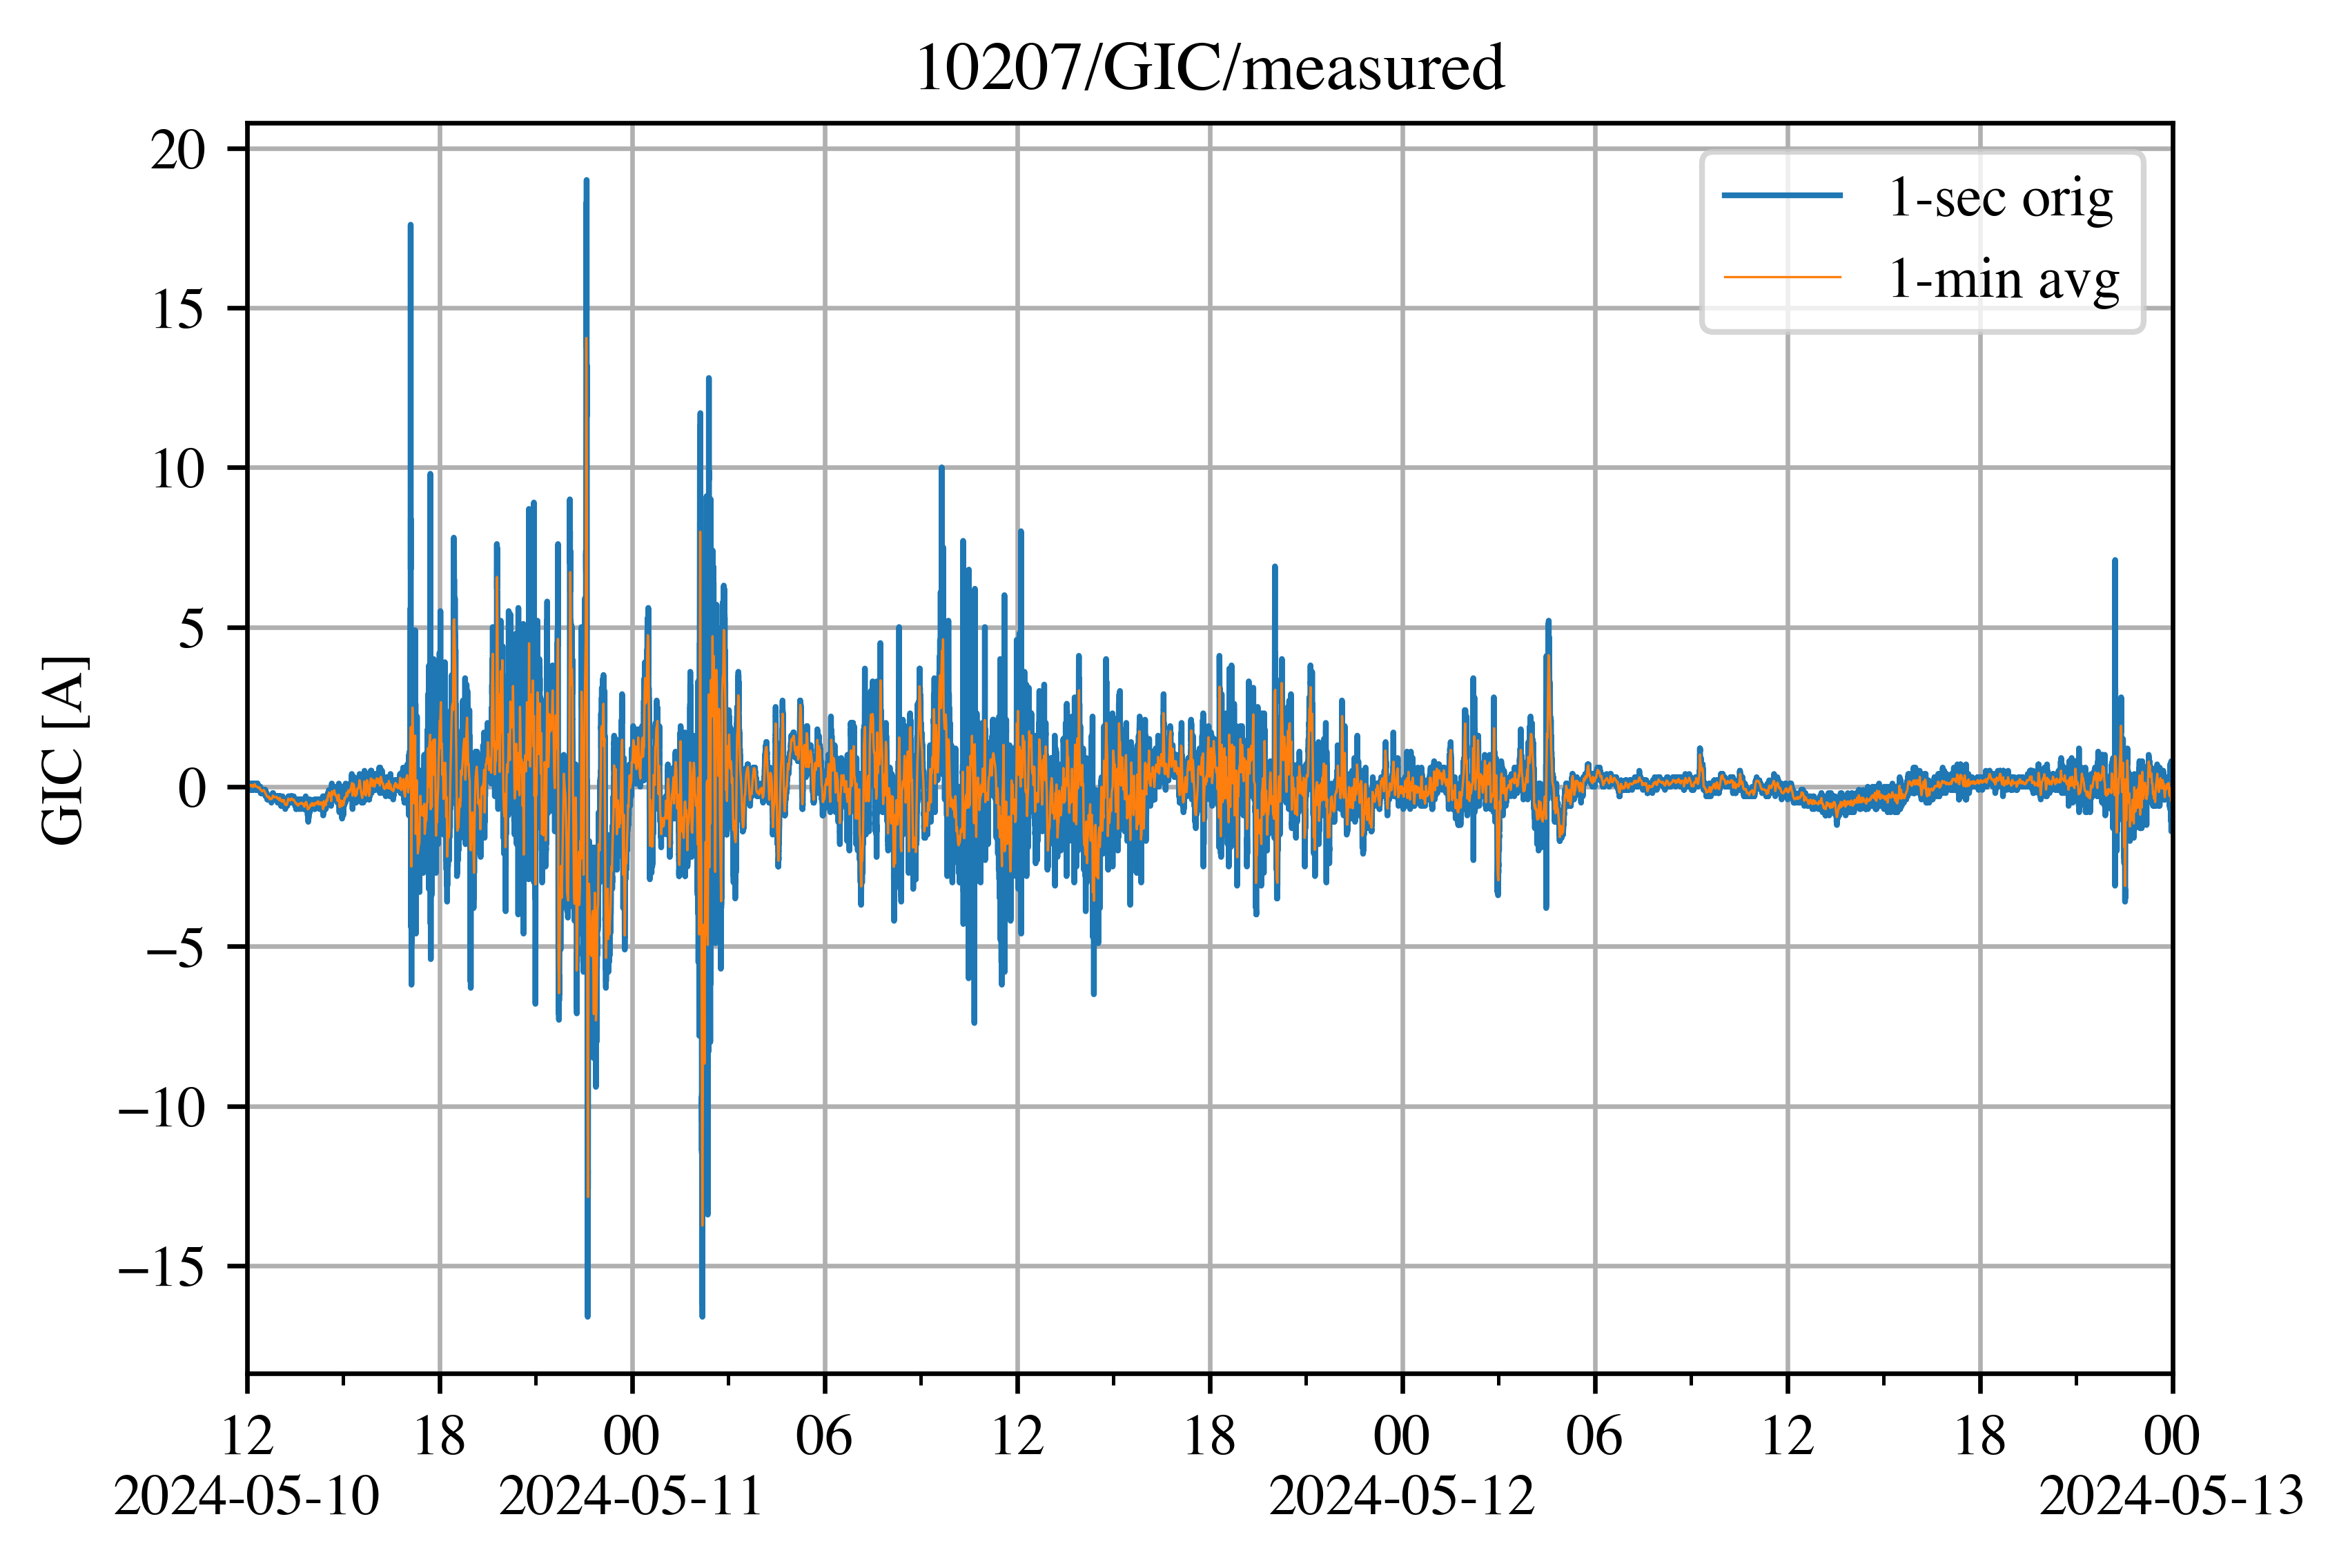 10207/GIC/measured
20
15
10
5
0
−5
−10
−15
GIC [A]
1-sec orig
1-min avg
12 18 00 06 12 18 00 06 12 18 00
2024-05-10 2024-05-11 2024-05-12 2024-05-13